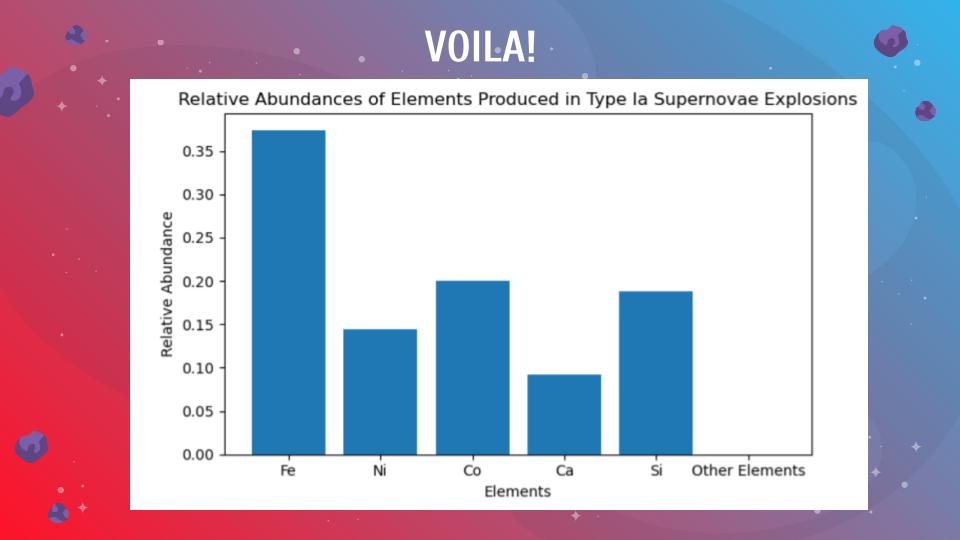 VOILA!
Relative Abundances of Elements Produced in Type Ia Supernovae Explosions
0.35
0.30
0.25
0.20
0.15
0.10
0.05
0.00
Relative Abundance
Fe Ni Co Ca Si Other Elements
Elements